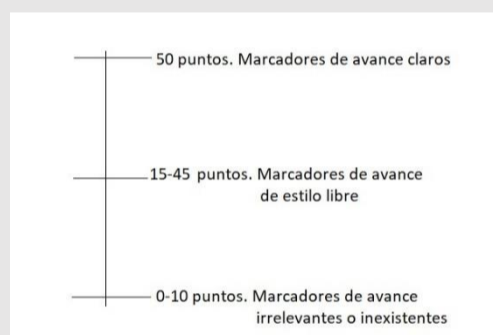 50 puntos. Marcadores de avance claros
15-45 puntos. Marcadores de avance
de estilo libre
0-10 puntos. Marcadores de avance
irrelevantes o inexistentes